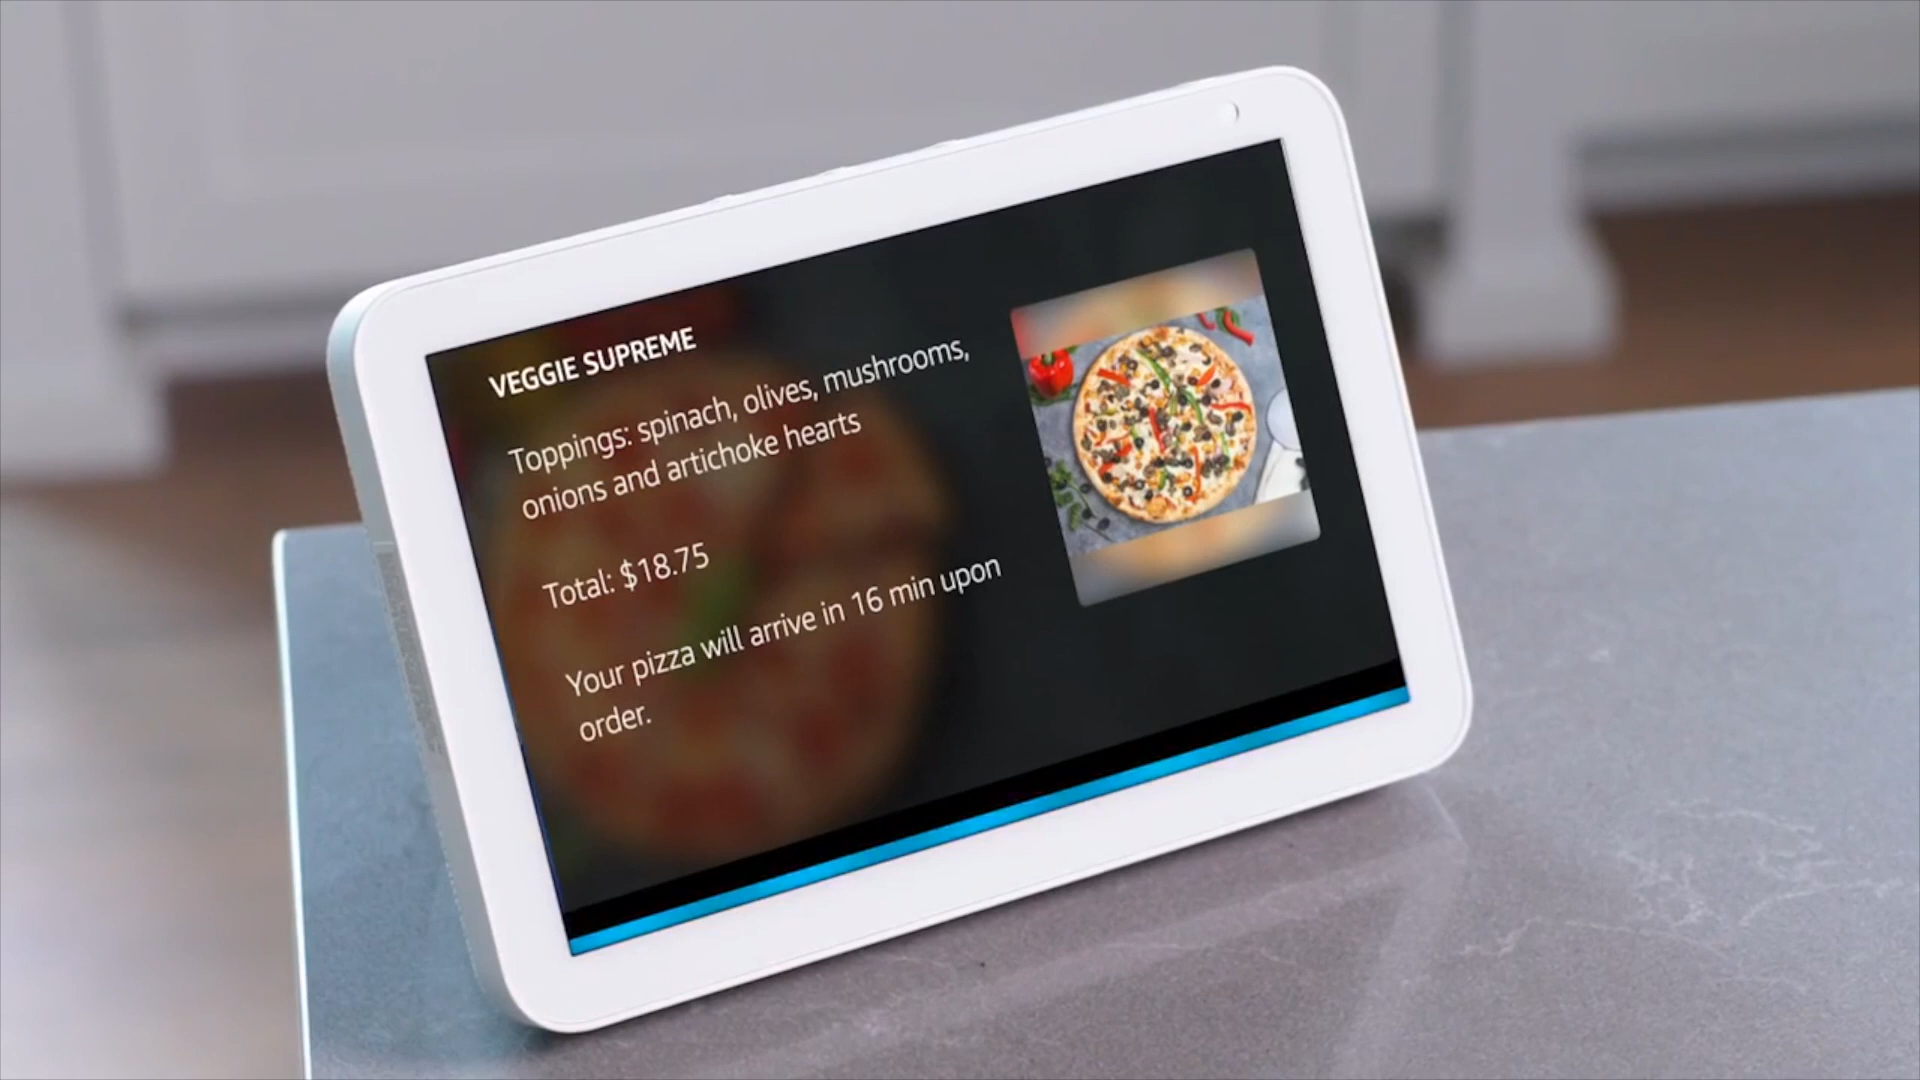 VEGGIE SUPREME
Toppings: spinach, olives, mushrooms,
onions and artichoke hearts
Total: $18.75
Your pizza will arrive in 16 min upon
order.